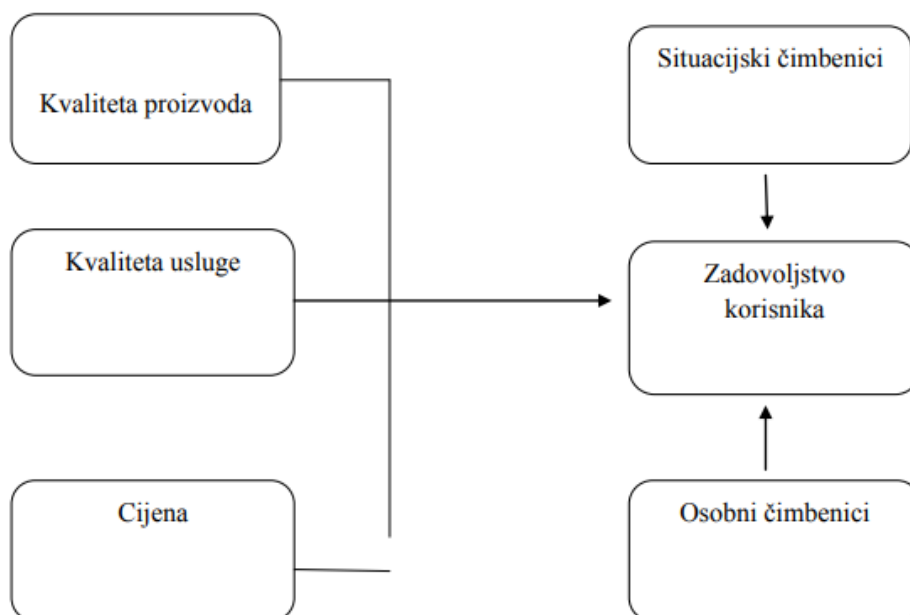 Kvaliteta proizvoda
Situacijski čimbenici
Kvaliteta usluge
Zadovoljstvo
korisnika
Cijena
Osobni čimbenici